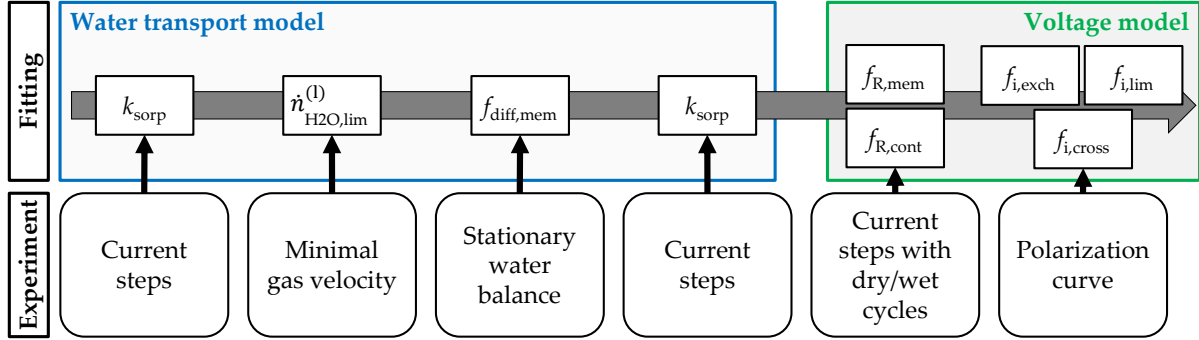 Fitting
Water transport model
Voltage model
k_sorp
ṅ^(l)_H2O,lim
f_diff,mem
k_sorp
f_R,mem
f_R,cont
f_i,exch
f_i,lim
f_i,cross
Experiment
Current
steps
Minimal
gas velocity
Stationary
water
balance
Current
steps
Current
steps with
dry/wet
cycles
Polarization
curve